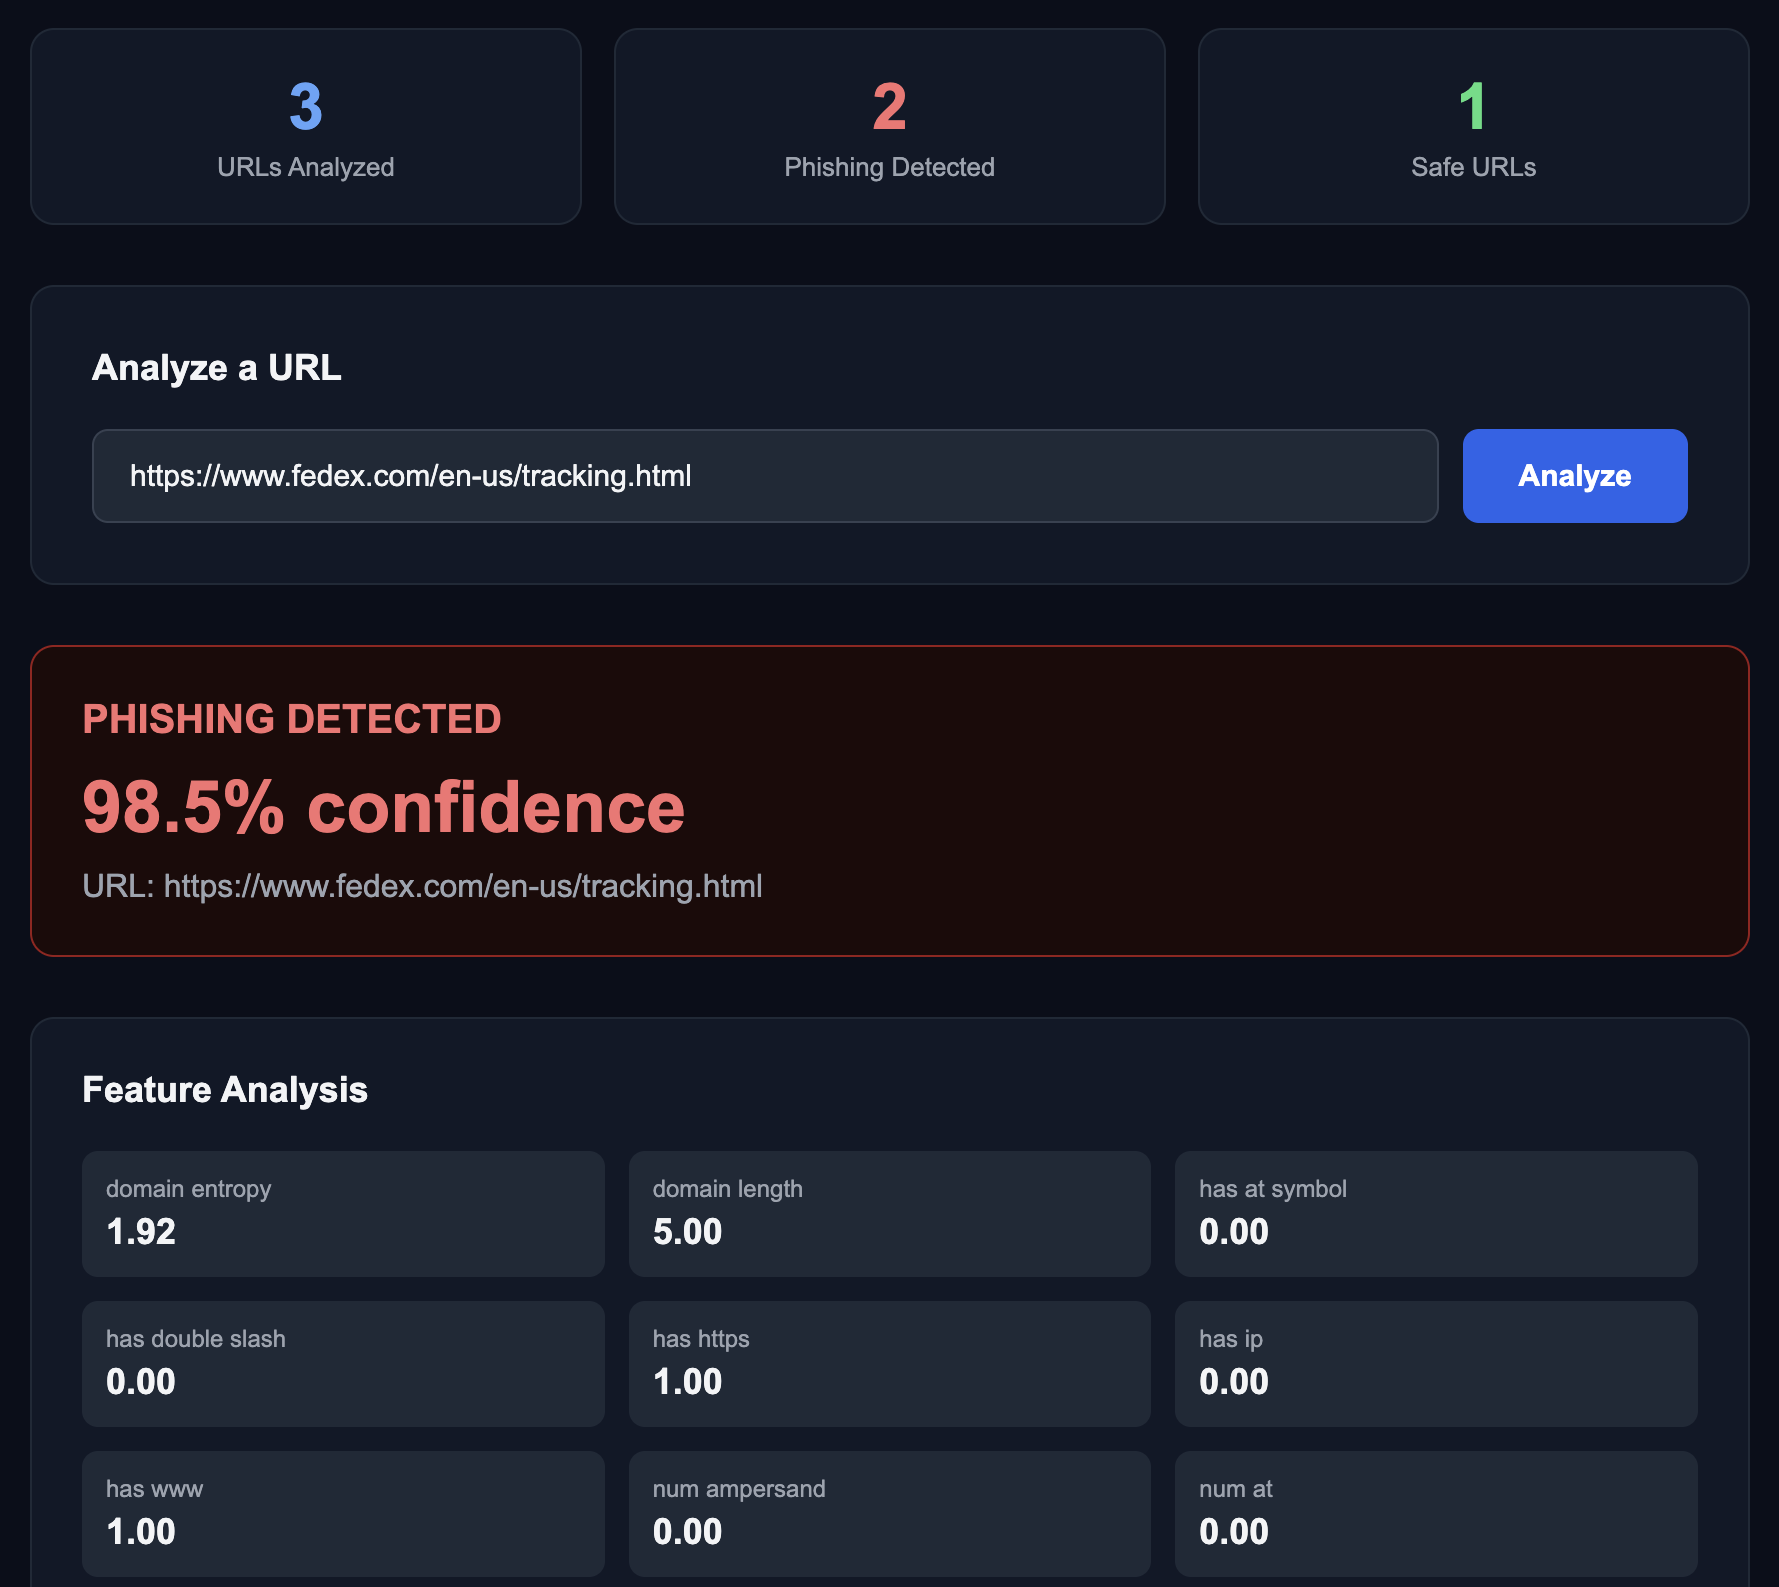 3
URLs Analyzed
2
Phishing Detected
1
Safe URLs
Analyze a URL
https://www.fedex.com/en-us/tracking.html
Analyze
PHISHING DETECTED
98.5% confidence
URL: https://www.fedex.com/en-us/tracking.html
Feature Analysis
domain entropy
1.92
domain length
5.00
has at symbol
0.00
has double slash
0.00
has https
1.00
has ip
0.00
has www
1.00
num ampersand
0.00
num at
0.00